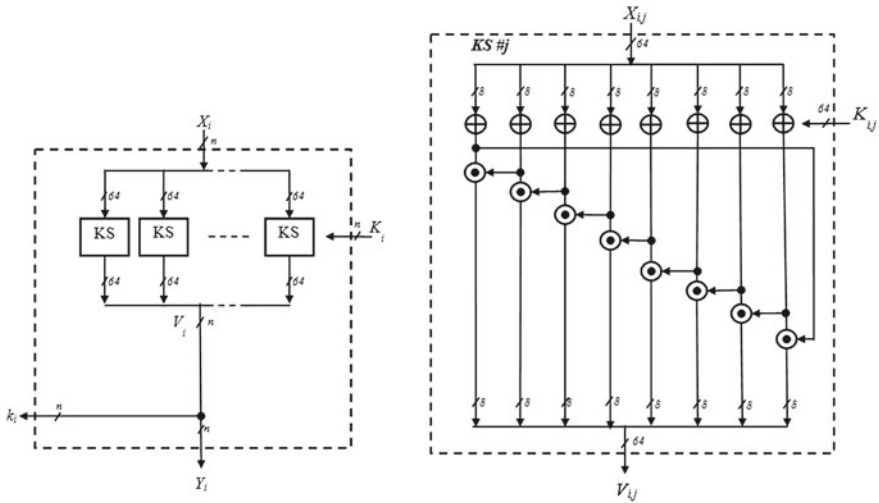 X_i
n
64 64 64
KS KS KS
n
K_i
64 64 64
V_i
n
k_i
n
n
Y_i
X_{i,j}
KS #j
64
8 8 8 8 8 8 8 8
64
K_{i,j}
8 8 8 8 8 8 8 8
64
V_{i,j}